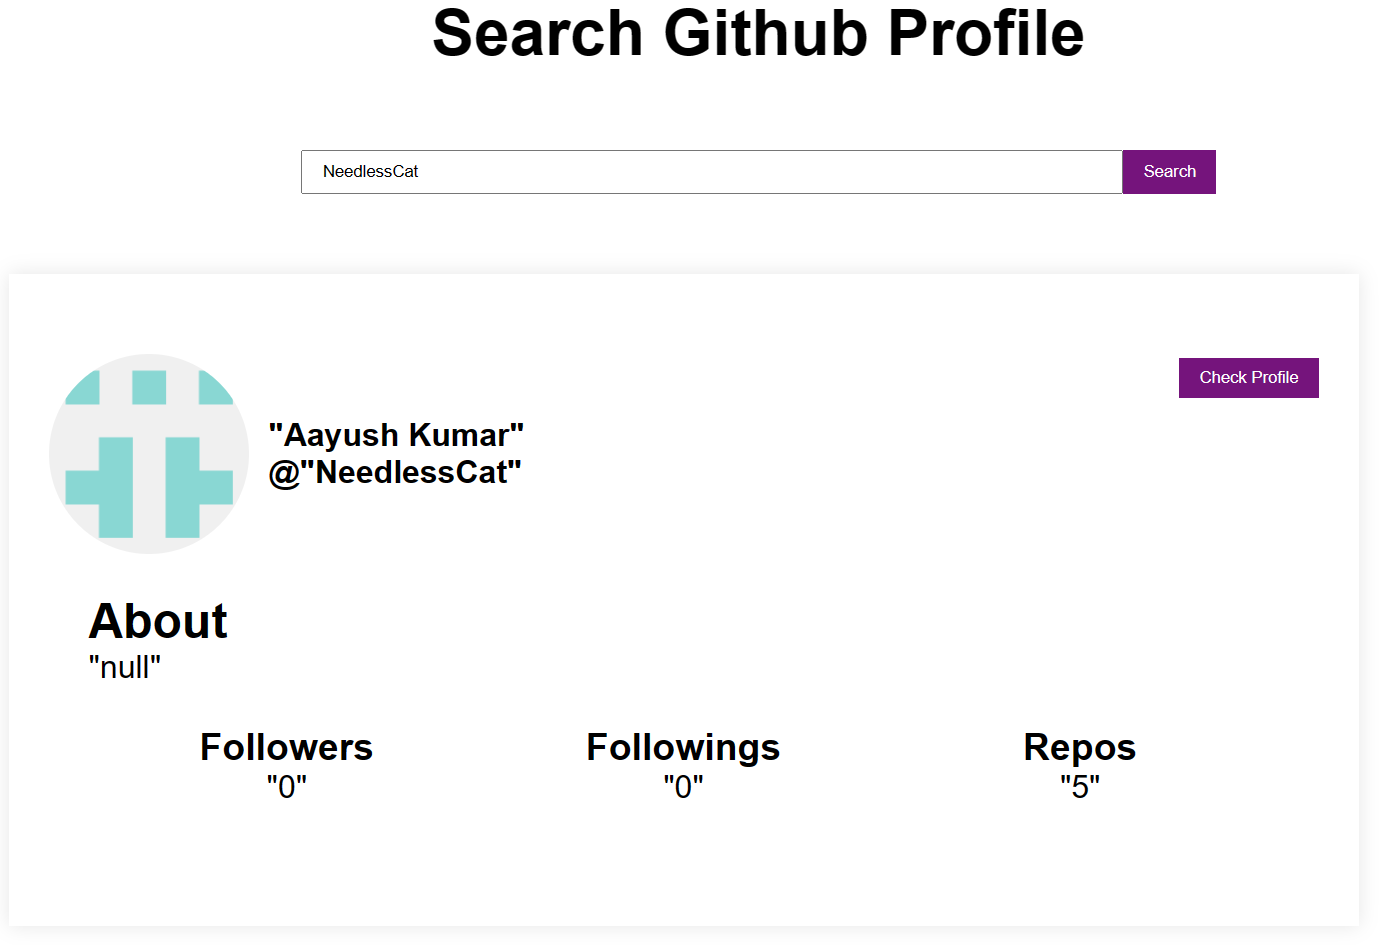 Search Github Profile
NeedlessCat
Search
Check Profile
"Aayush Kumar"
@"NeedlessCat"
About
"null"
Followers
"0"
Followings
"0"
Repos
"5"